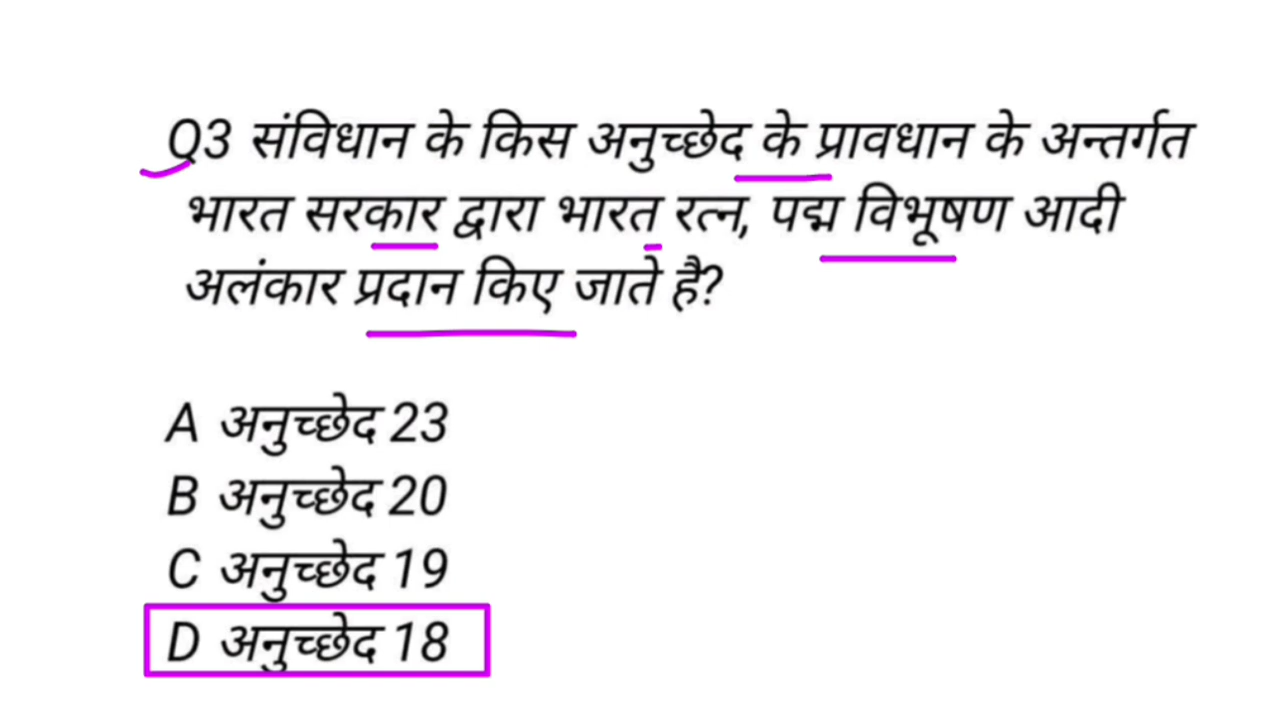 Q3 संविधान के किस अनुच्छेद के प्रावधान के अन्तर्गत
भारत सरकार द्वारा भारत रत्न, पद्म विभूषण आदी
अलंकार प्रदान किए जाते है?
A अनुच्छेद 23
B अनुच्छेद 20
C अनुच्छेद 19
D अनुच्छेद 18